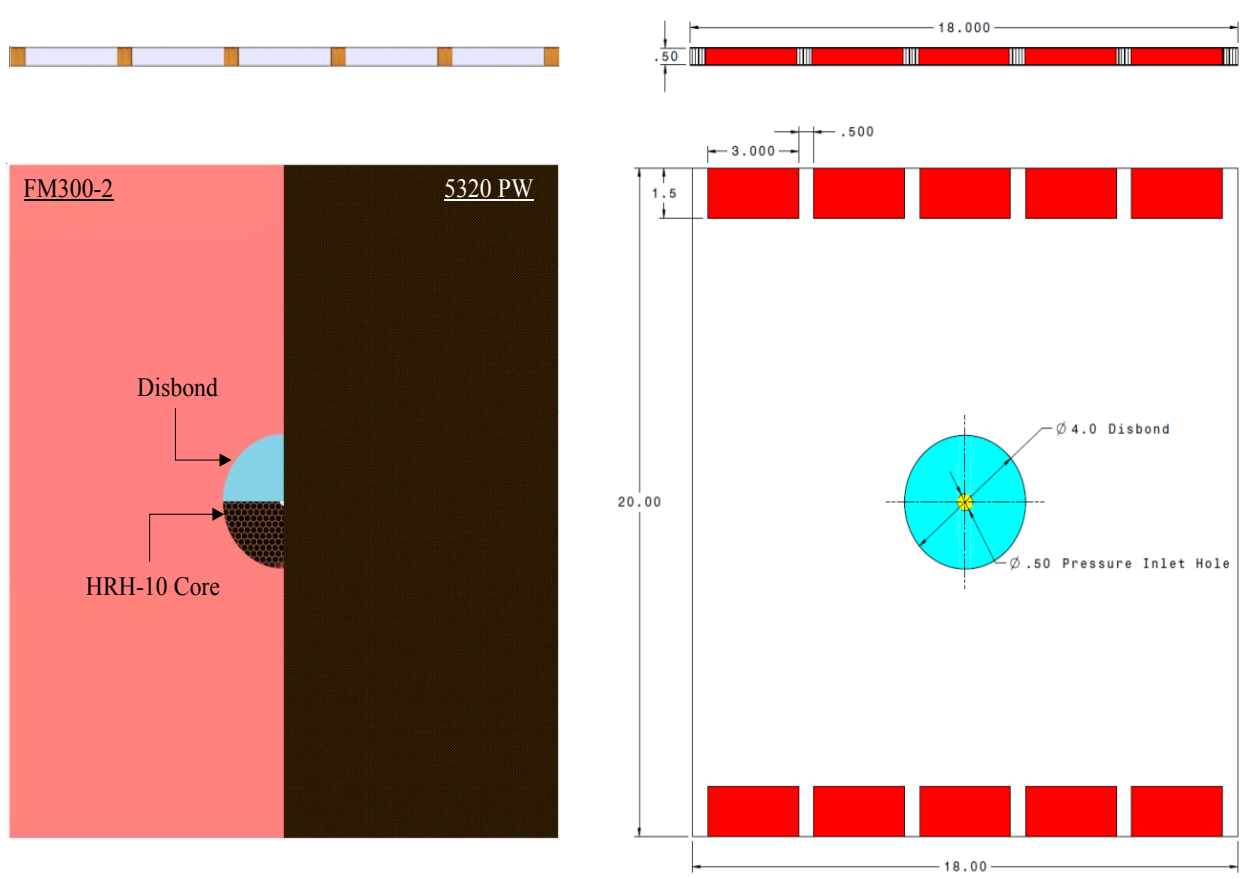 18.000
.50
.500
3.000
FM300-2
5320 PW
1.5
Disbond
Ø 4.0 Disbond
20.00
Ø .50 Pressure Inlet Hole
HRH-10 Core
18.00